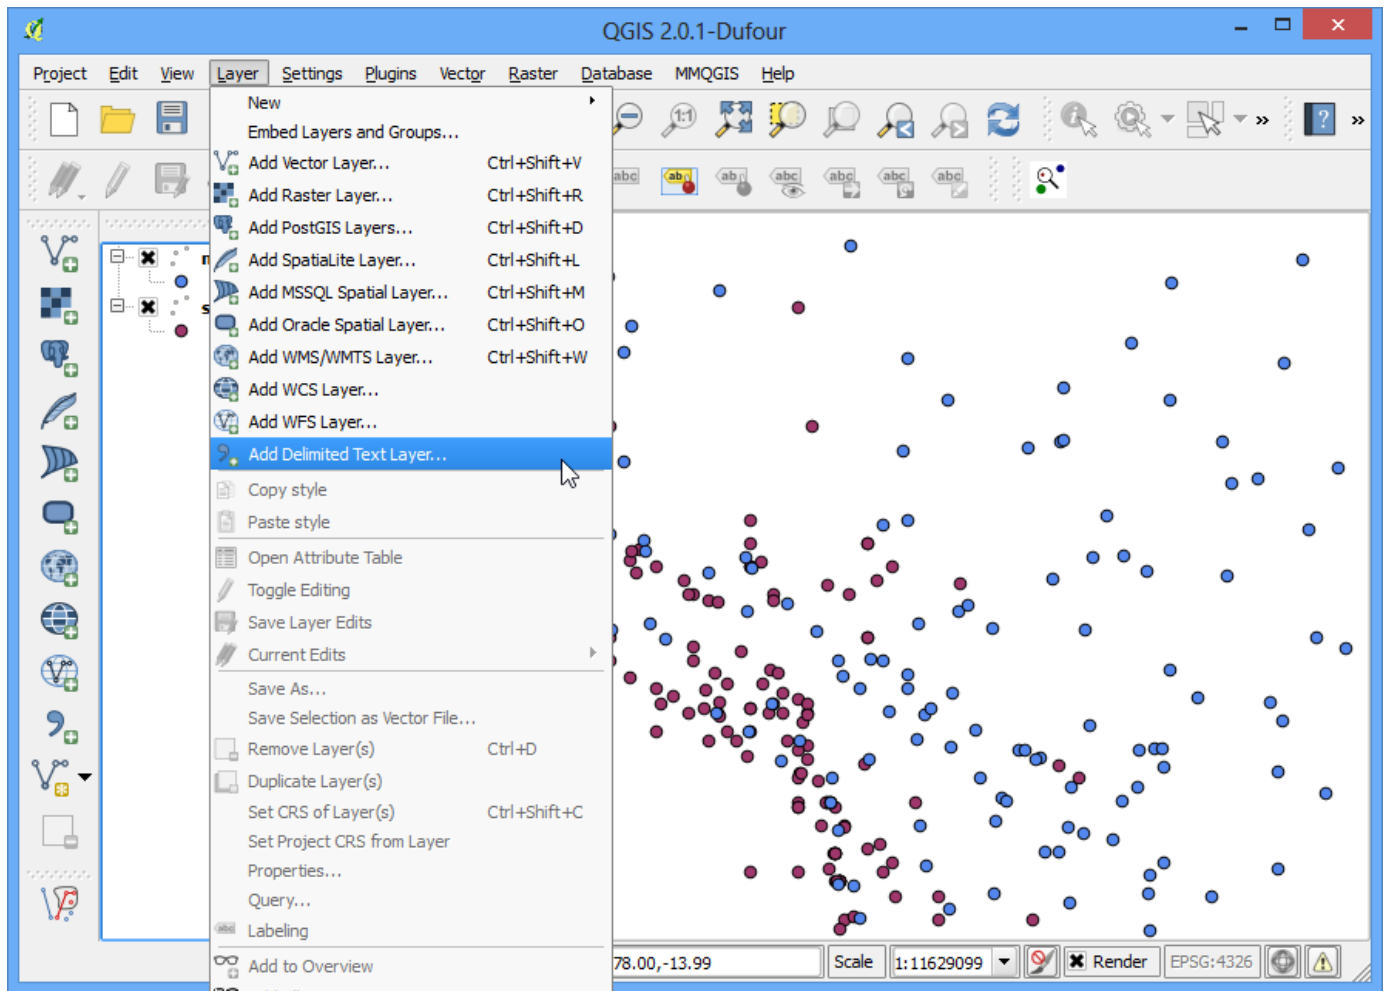 QGIS 2.0.1-Dufour
Project Edit View Layer Settings Plugins Vector Raster Database MMQGIS Help
New
Embed Layers and Groups...
Add Vector Layer... Ctrl+Shift+V
Add Raster Layer... Ctrl+Shift+R
Add PostGIS Layers... Ctrl+Shift+D
Add SpatiaLite Layer... Ctrl+Shift+L
Add MSSQL Spatial Layer... Ctrl+Shift+M
Add Oracle Spatial Layer... Ctrl+Shift+O
Add WMS/WMTS Layer... Ctrl+Shift+W
Add WCS Layer...
Add WFS Layer...
Add Delimited Text Layer...
Copy style
Paste style
Open Attribute Table
Toggle Editing
Save Layer Edits
Current Edits
Save As...
Save Selection as Vector File...
Remove Layer(s) Ctrl+D
Duplicate Layer(s)
Set CRS of Layer(s) Ctrl+Shift+C
Set Project CRS from Layer
Properties...
Query...
Labeling
Add to Overview
78.00,-13.99 Scale 1:11629099 Render EPSG:4326